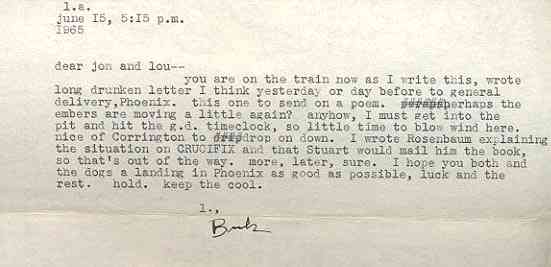 l.a.
june 15, 5:15 p.m.
1965
dear jon and lou--
you are on the train now as I write this, wrote
long drunken letter I think yesterday or day before to general
delivery,Phoenix. this one to send on a poem. perhaps the
embers are moving a little again? anyhow, I must get into the
pit and hit the g.d. timeclock, so little time to blow wind here.
nice of Corrington to drop on down. I wrote Rosenbaum explaining
the situation on CRUCIFIX and that Stuart would mail him the book,
so that's out of the way. more, later, sure. I hope you both and
the dogs a landing in Phoenix as good as possible, luck and the
rest. hold. keep the cool.
l.,
Buk